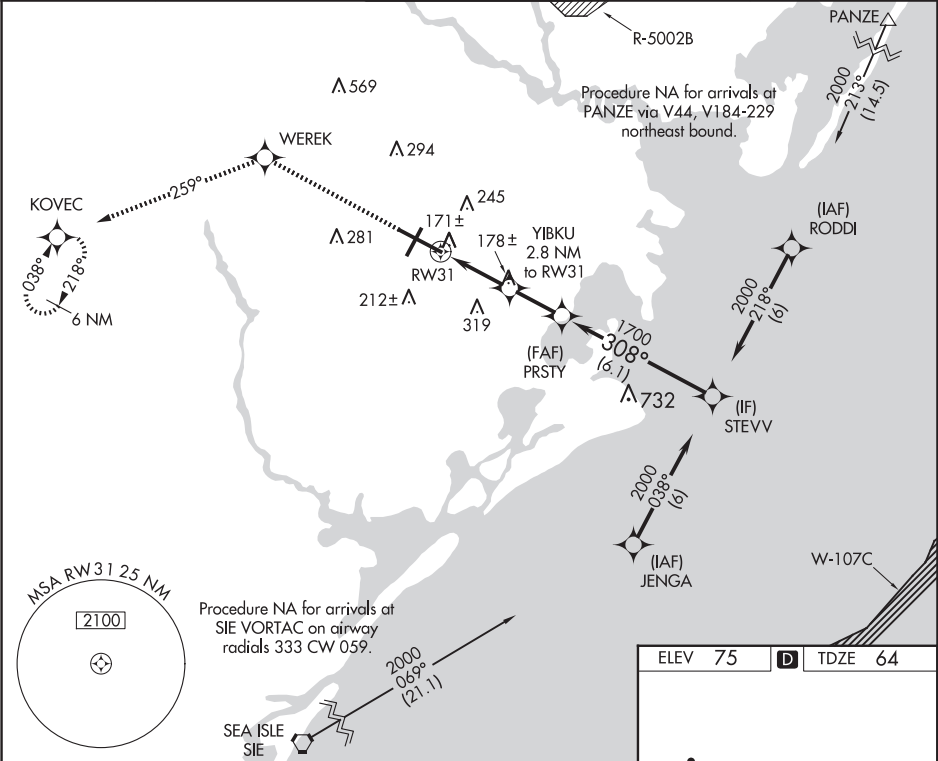 PANZE
R-5002B
2000
213°
(14.5)
Procedure NA for arrivals at
PANZE via V44, V184-229
northeast bound.
569
WEREK
294
259°
KOVEC
038°
218°
6 NM
245
171±
281
178±
YIBKU
2.8 NM
to RW31
RW31
212±
319
(IAF)
RODDI
2000
218°
(6)
(FAF)
PRSTY
1700
308°
(6.1)
732
(IF)
STEVV
2000
038°
(6)
(IAF)
JENGA
W-107C
MSA RW31 25 NM
2100
Procedure NA for arrivals at
SIE VORTAC on airway
radials 333 CW 059.
2000
069°
(21.1)
SEA ISLE
SIE
ELEV 75 D TDZE 64